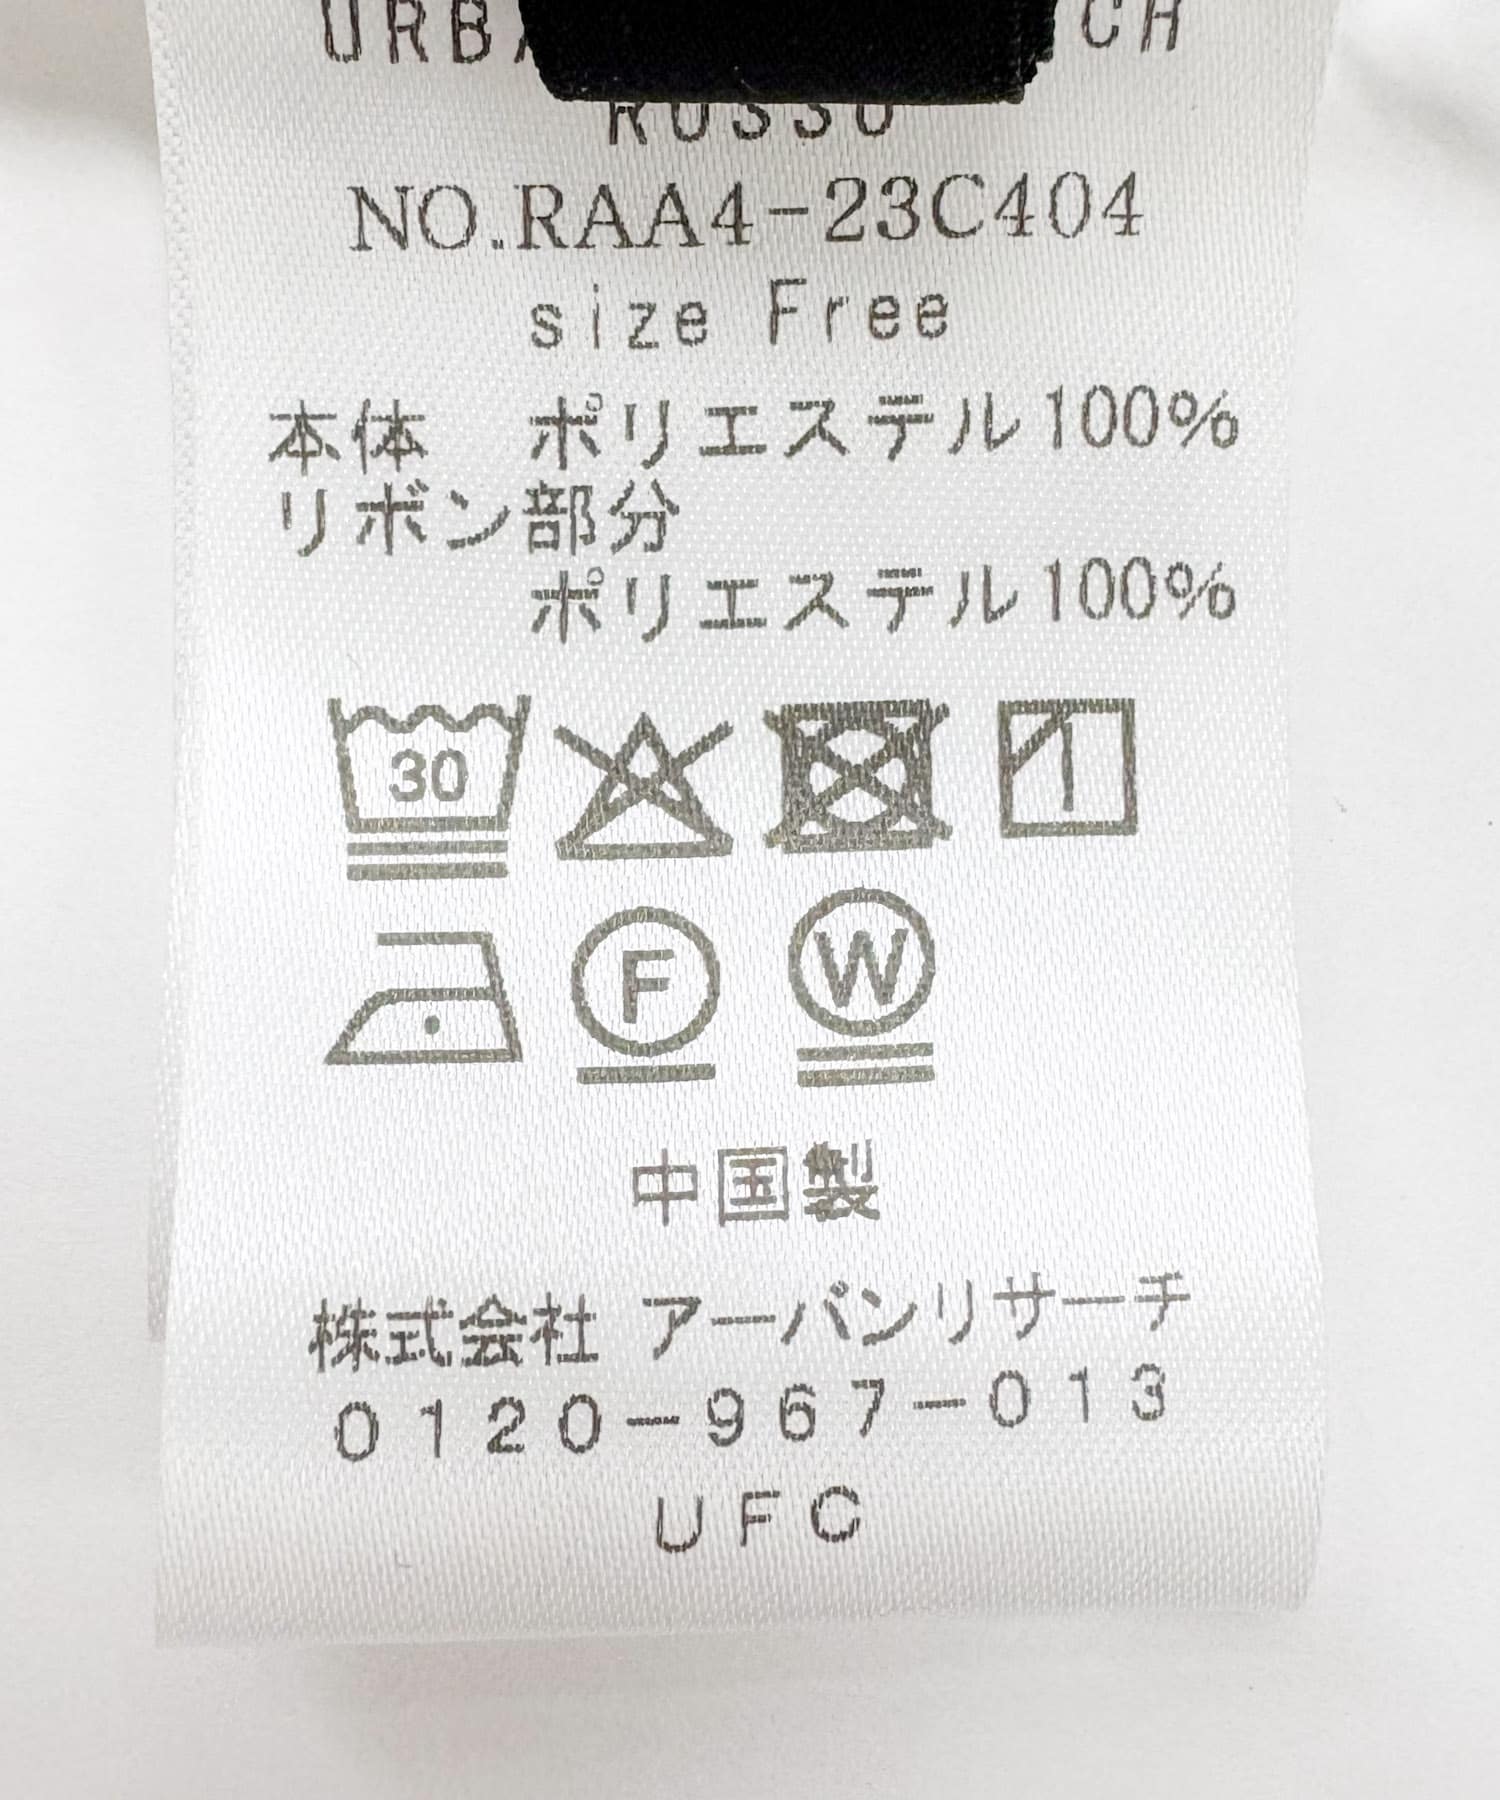 NO.RAA4-23C404
size Free
本体 ポリエステル100%
リボン部分
ポリエステル100%
30
F W
中国製
株式会社 アーバンリサーチ
0120-967-013
UFC